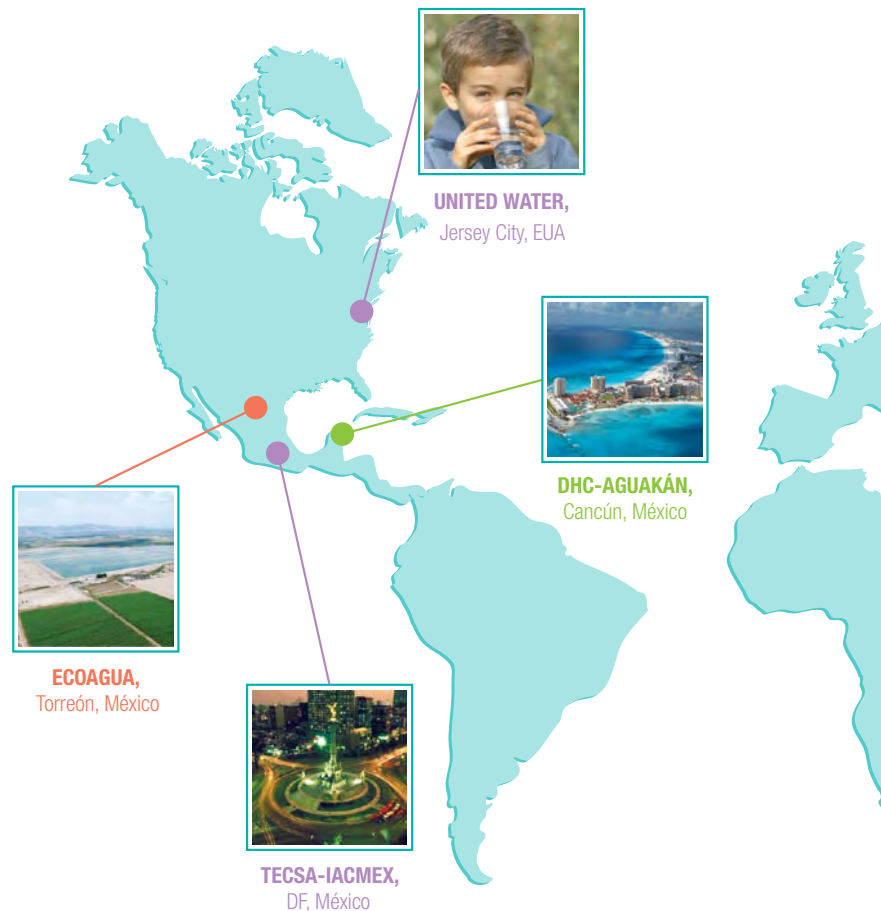 UNITED WATER,
Jersey City, EUA
DHC-AGUAKÁN,
Cancún, México
ECOAGUA,
Torreón, México
TECSA-IACMEX,
DF, México